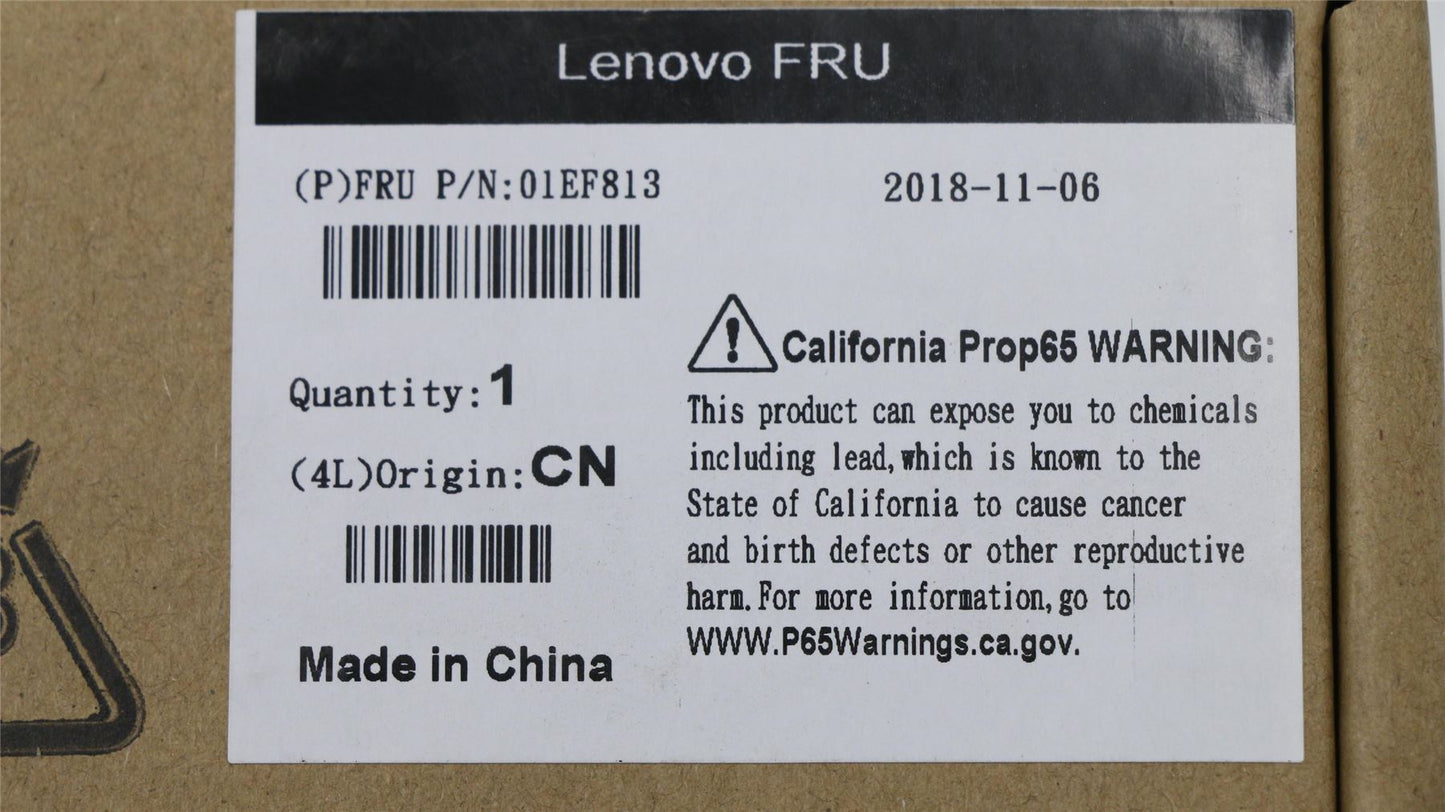 Lenovo FRU
(P)FRU P/N:01EF813
2018-11-06
Quantity:1
(4L)Origin:CN
Made in China
California Prop65 WARNING:
This product can expose you to chemicals
including lead,which is known to the
State of California to cause cancer
and birth defects or other reproductive
harm.For more information,go to
WWW.P65Warnings.ca.gov.